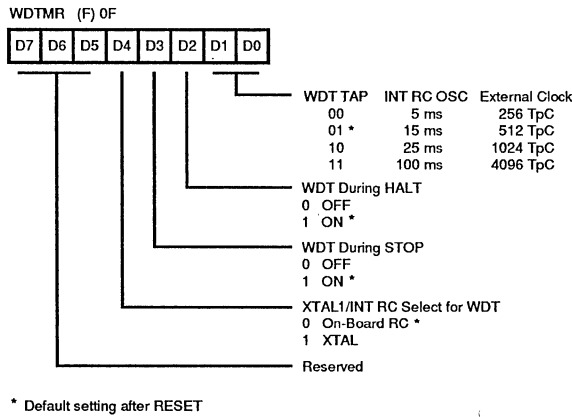 WDTMR (F) 0F
D7 D6 D5 D4 D3 D2 D1 D0
WDT TAP INT RC OSC External Clock
00 5 ms 256 TpC
01 * 15 ms 512 TpC
10 25 ms 1024 TpC
11 100 ms 4096 TpC
WDT During HALT
0 OFF
1 ON *
WDT During STOP
0 OFF
1 ON *
XTAL1/INT RC Select for WDT
0 On-Board RC *
1 XTAL
Reserved
* Default setting after RESET